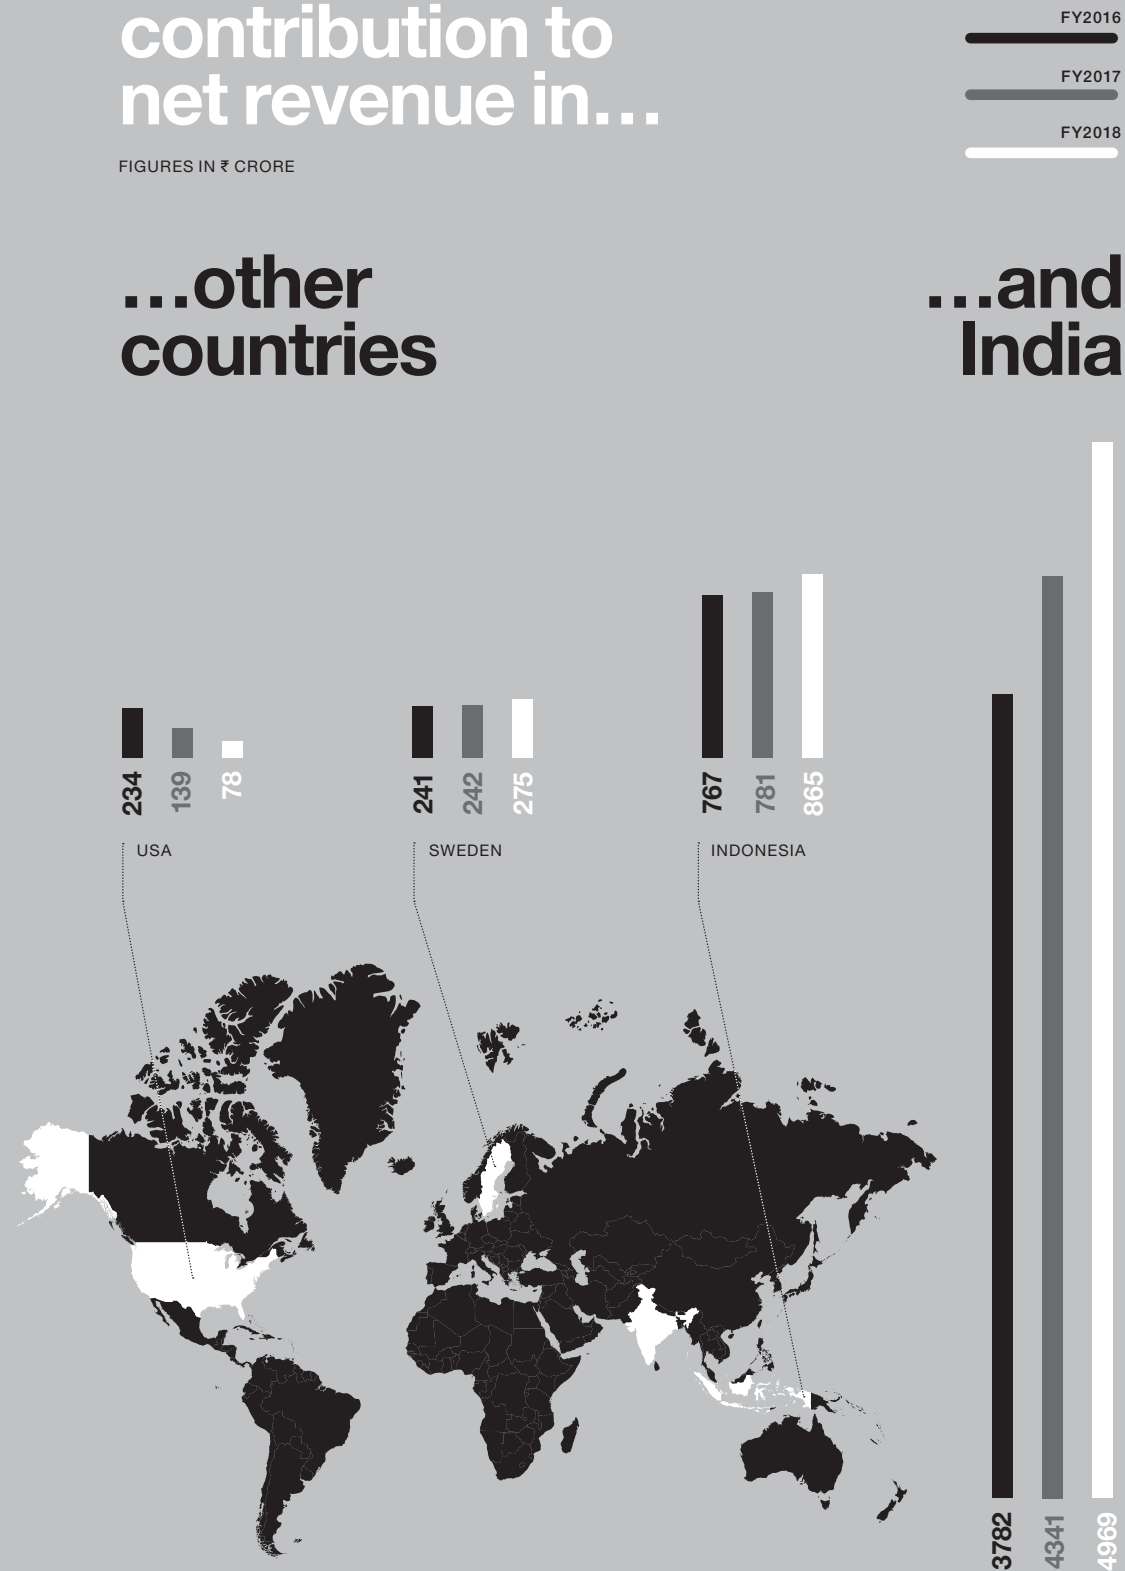 contribution to
net revenue in…
FIGURES IN ₹ CRORE
FY2016
FY2017
FY2018
…other
countries
…and
India
234
139
78
USA
241
242
275
SWEDEN
767
781
865
INDONESIA
3782
4341
4969